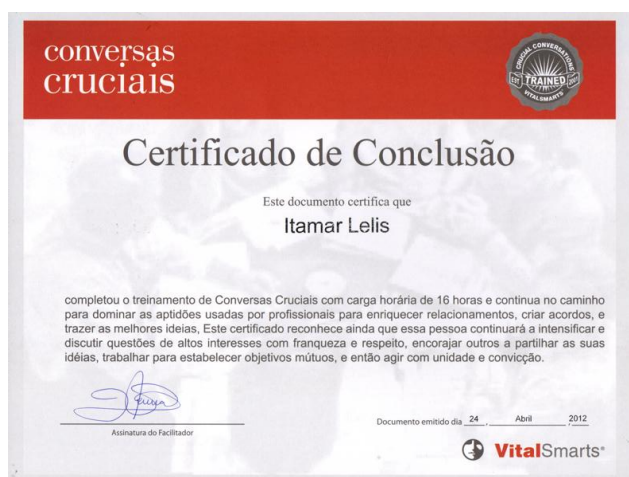 conversas
cruciais
CRUCIAL CONVERSATIONS
EST TRAINED
VITALSMARTS
Certificado de Conclusão
Este documento certifica que
Itamar Lelis
completou o treinamento de Conversas Cruciais com carga horária de 16 horas e continua no caminho
para dominar as aptidões usadas por profissionais para enriquecer relacionamentos, criar acordos, e
trazer as melhores ideias, Este certificado reconhece ainda que essa pessoa continuará a intensificar e
discutir questões de altos interesses com franqueza e respeito, encorajar outros a partilhar as suas
idéias, trabalhar para estabelecer objetivos mútuos, e então agir com unidade e convicção.
Assinatura do Facilitador
Documento emitido dia 24, Abril, 2012
VitalSmarts®